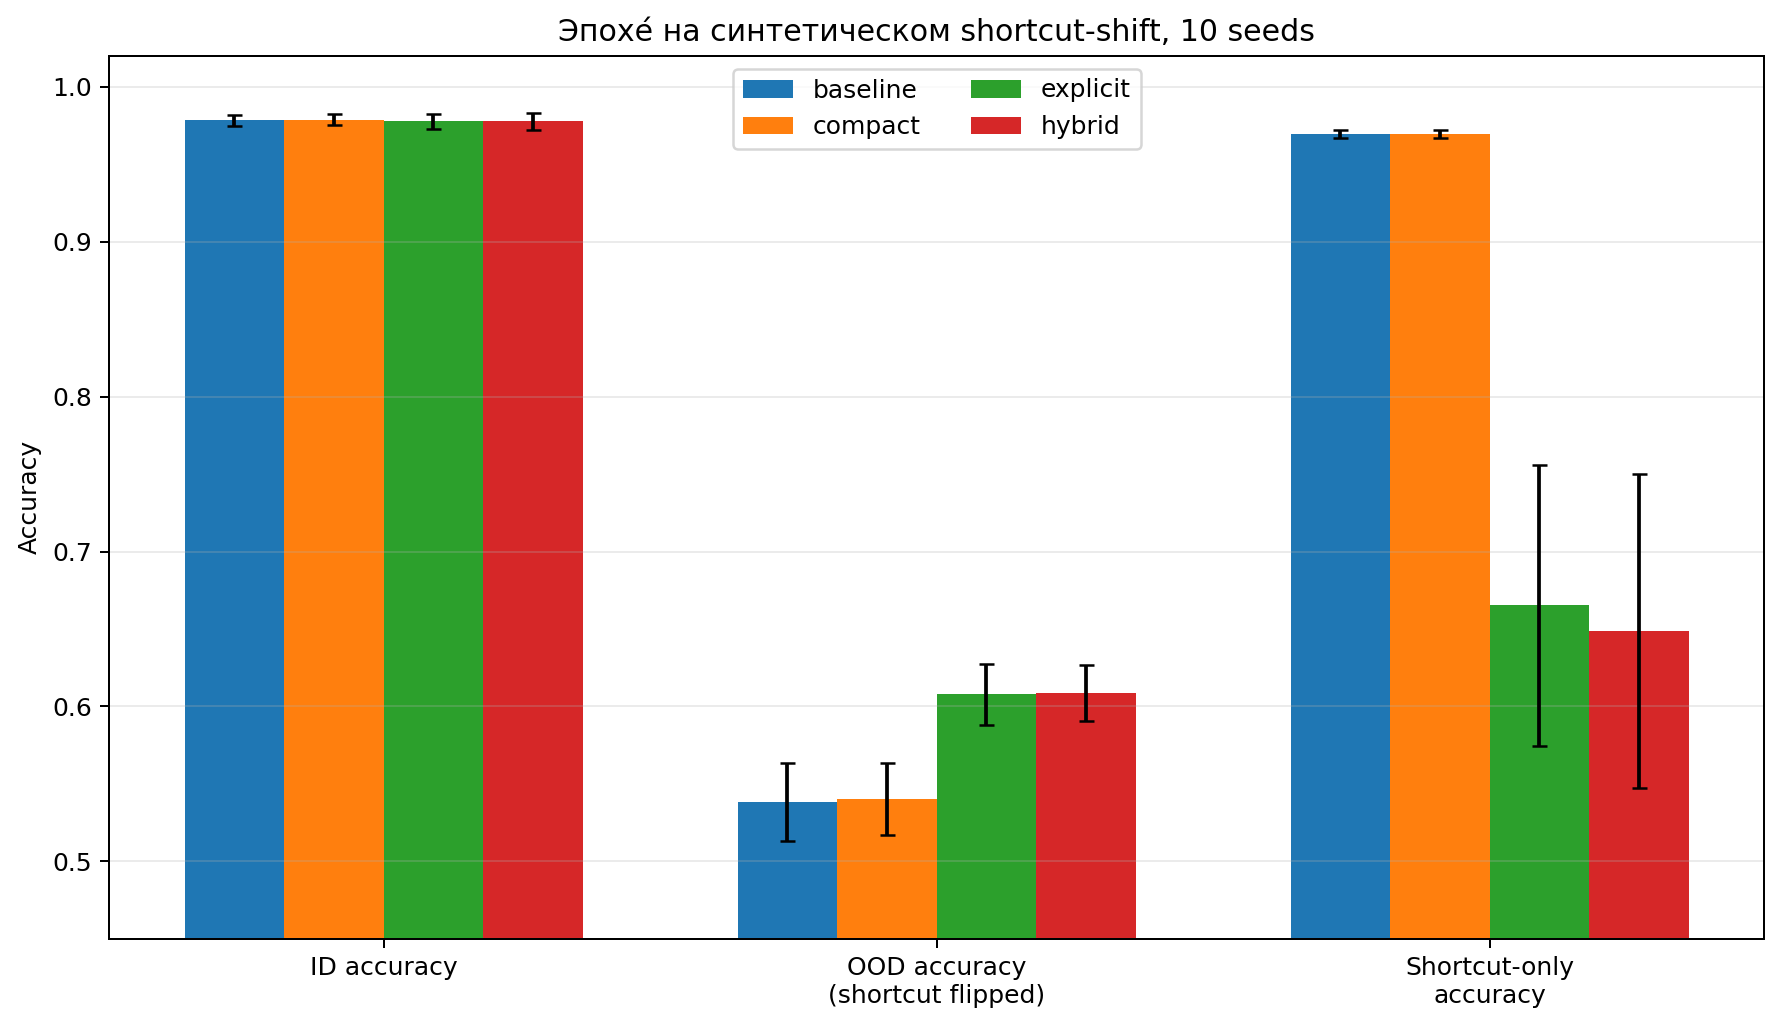 Эпохе́ на синтетическом shortcut-shift, 10 seeds
baseline
compact
explicit
hybrid
Accuracy
1.0
0.9
0.8
0.7
0.6
0.5
ID accuracy
OOD accuracy
(shortcut flipped)
Shortcut-only
accuracy